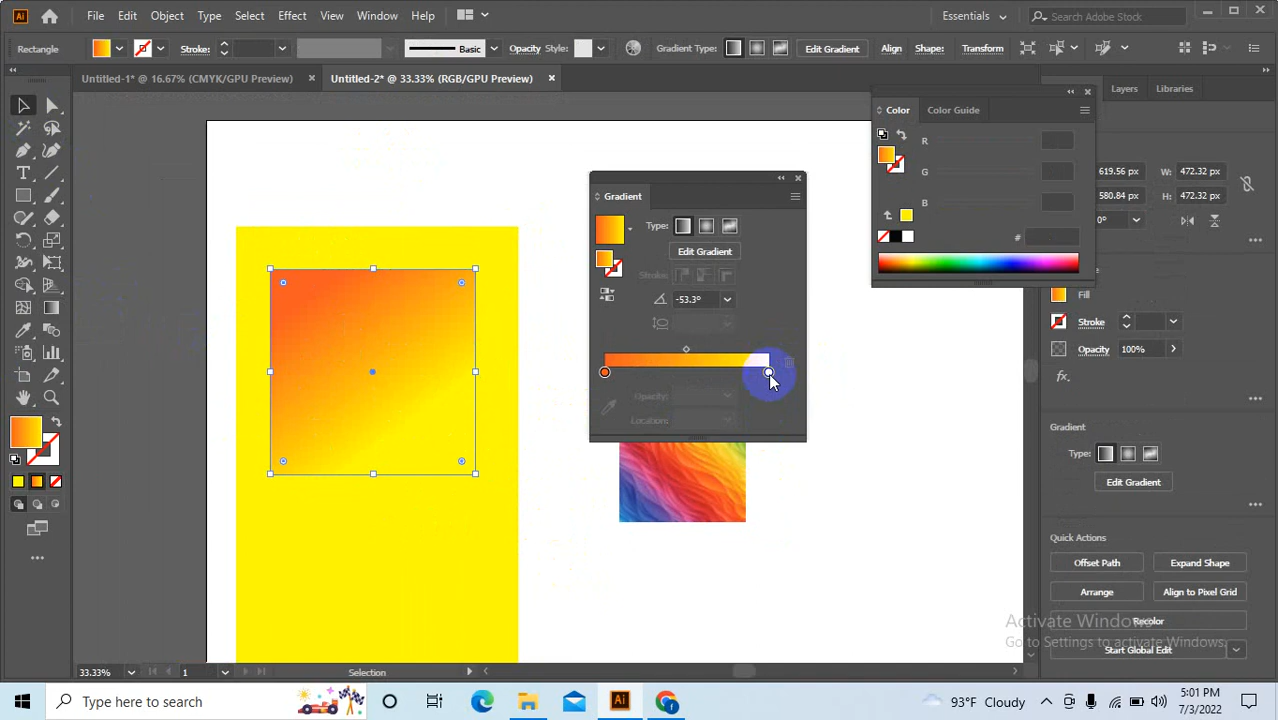 Ai File Edit Object Type Select Effect View Window Help Essentials Search Adobe Stock
Rectangle Stroke: Basic Opacity Style: Gradient Type: Edit Gradient Align Shape: Transform
Untitled-1* @ 16.67% (CMYK/GPU Preview) Untitled-2* @ 33.33% (RGB/GPU Preview)
Layers Libraries
Color Color Guide
R
G
B
#
619.56 px W: 472.32 px
580.84 px H: 472.32 px
0°
Gradient
Type:
Edit Gradient
Stroke:
-53.3°
Opacity:
Location:
Fill
Stroke
Opacity 100%
fx.
Gradient
Type:
Edit Gradient
Quick Actions
Offset Path Expand Shape
Arrange Align to Pixel Grid
Recolor
Start Global Edit
Activate Windows
Go to Settings to activate Windows.
33.33% 1 Selection
Type here to search
Ai
93°F Cloudy
5:01 PM
7/3/2022